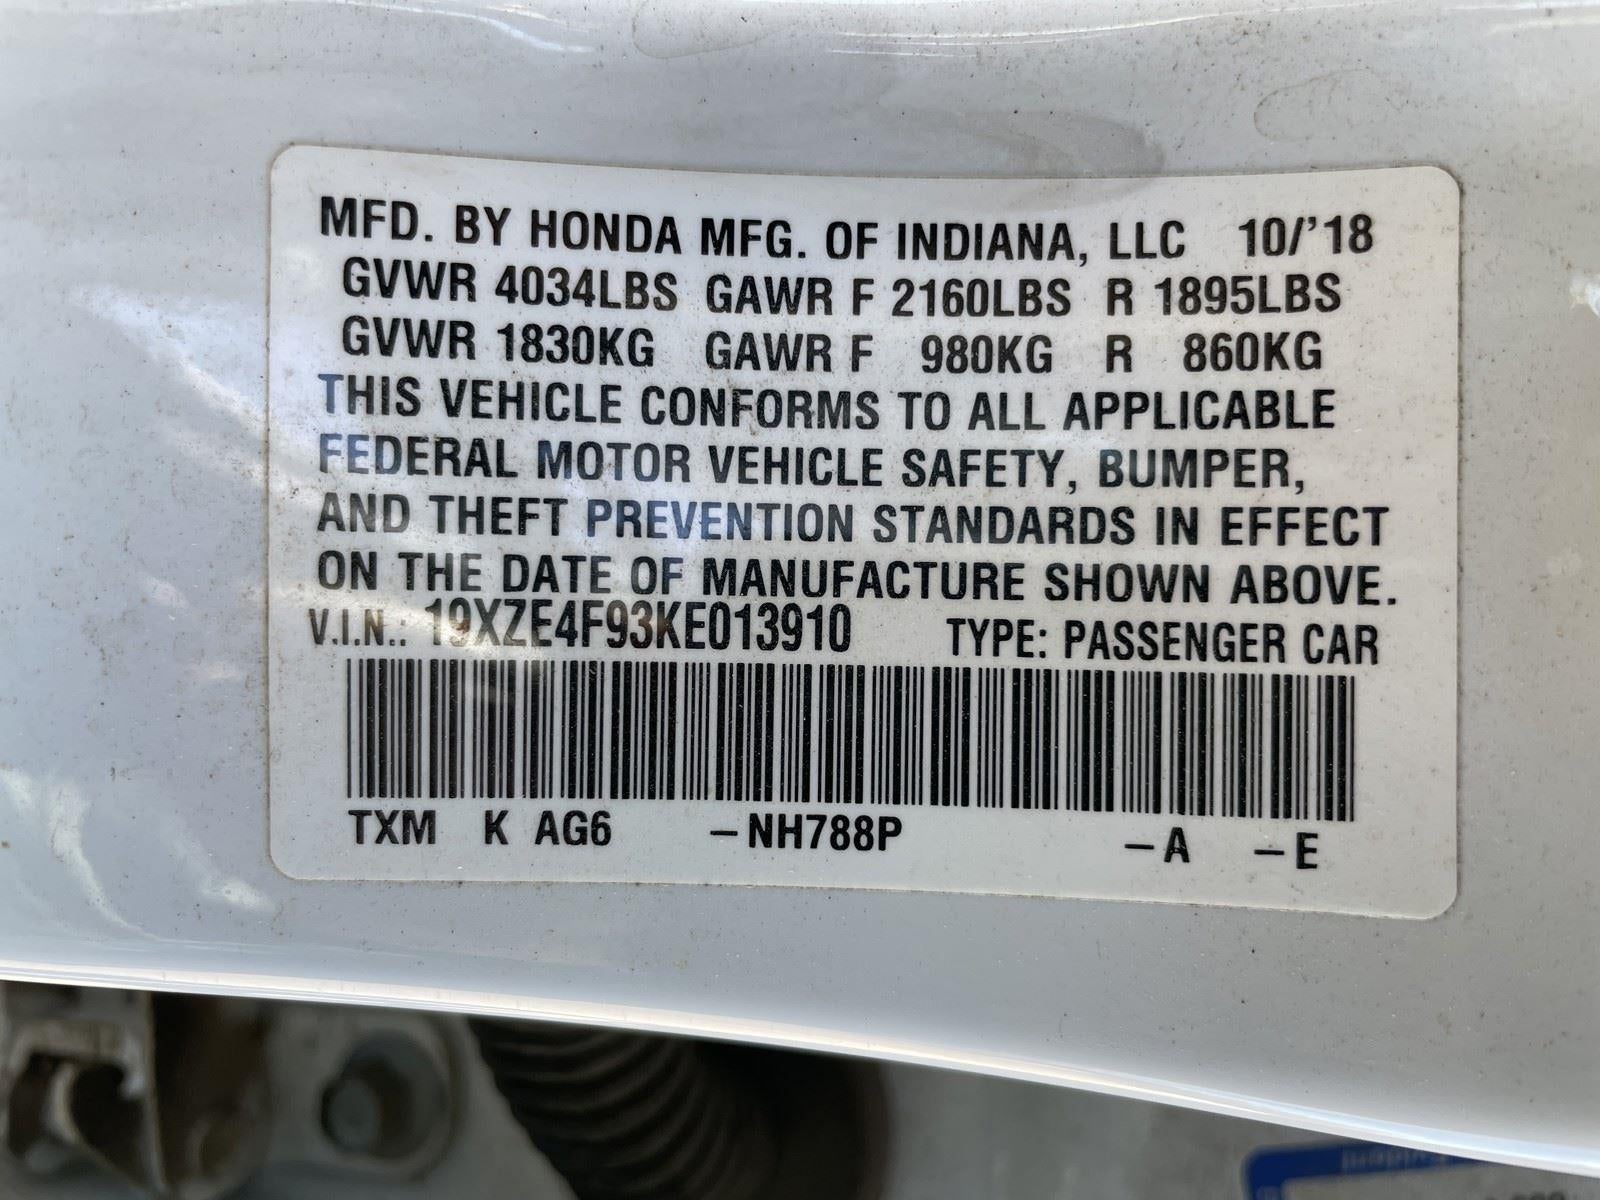 MFD. BY HONDA MFG. OF INDIANA, LLC 10/'18
GVWR 4034LBS GAWR F 2160LBS R 1895LBS
GVWR 1830KG GAWR F 980KG R 860KG
THIS VEHICLE CONFORMS TO ALL APPLICABLE
FEDERAL MOTOR VEHICLE SAFETY, BUMPER,
AND THEFT PREVENTION STANDARDS IN EFFECT
ON THE DATE OF MANUFACTURE SHOWN ABOVE.
V.I.N.: 19XZE4F93KE013910 TYPE: PASSENGER CAR
TXM K AG6 –NH788P –A –E